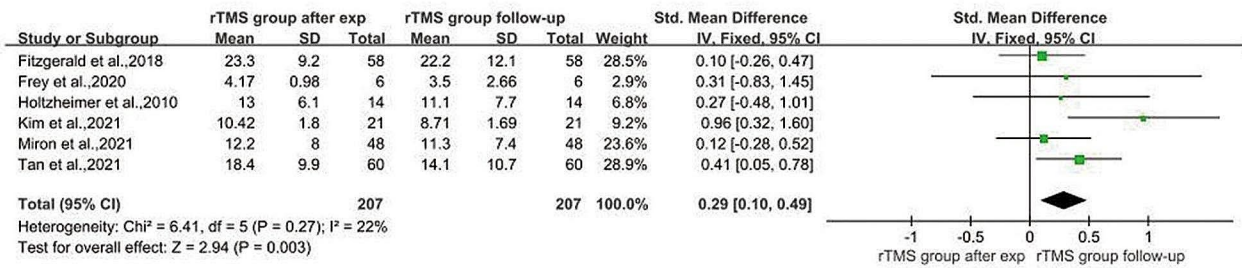 rTMS group after exp rTMS group follow-up Std. Mean Difference Std. Mean Difference
Study or Subgroup Mean SD Total Mean SD Total Weight IV, Fixed, 95% CI IV, Fixed, 95% CI
Fitzgerald et al.,2018 23.3 9.2 58 22.2 12.1 58 28.5% 0.10 [-0.26, 0.47]
Frey et al.,2020 4.17 0.98 6 3.5 2.66 6 2.9% 0.31 [-0.83, 1.45]
Holtzheimer et al.,2010 13 6.1 14 11.1 7.7 14 6.8% 0.27 [-0.48, 1.01]
Kim et al.,2021 10.42 1.8 21 8.71 1.69 21 9.2% 0.96 [0.32, 1.60]
Miron et al.,2021 12.2 8 48 11.3 7.4 48 23.6% 0.12 [-0.28, 0.52]
Tan et al.,2021 18.4 9.9 60 14.1 10.7 60 28.9% 0.41 [0.05, 0.78]
Total (95% CI) 207 207 100.0% 0.29 [0.10, 0.49]
Heterogeneity: Chi² = 6.41, df = 5 (P = 0.27); I² = 22%
Test for overall effect: Z = 2.94 (P = 0.003)
-1 -0.5 0 0.5 1
rTMS group after exp rTMS group follow-up